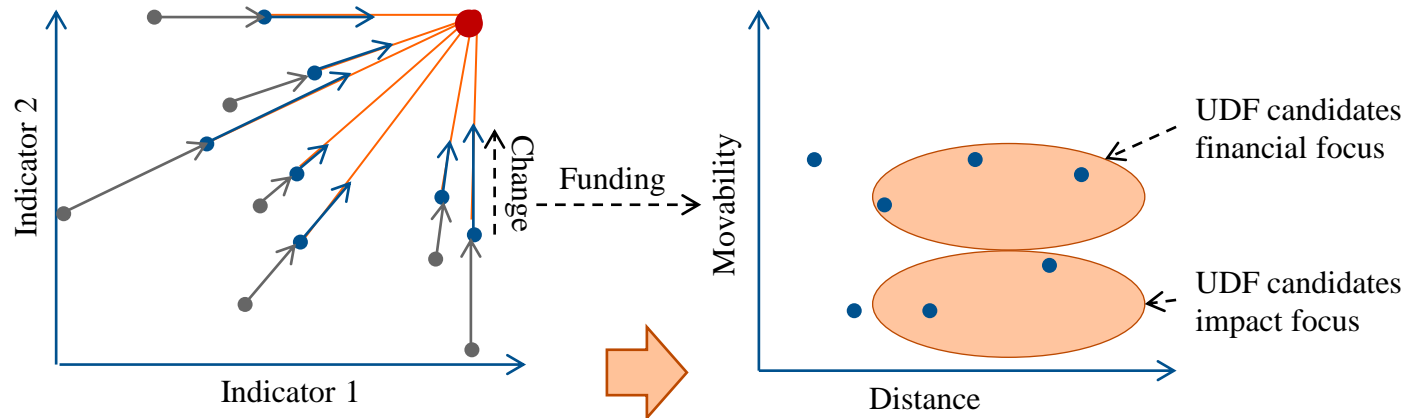 Indicator 2
Indicator 1
Change
Funding
Movability
Distance
UDF candidates
financial focus
UDF candidates
impact focus